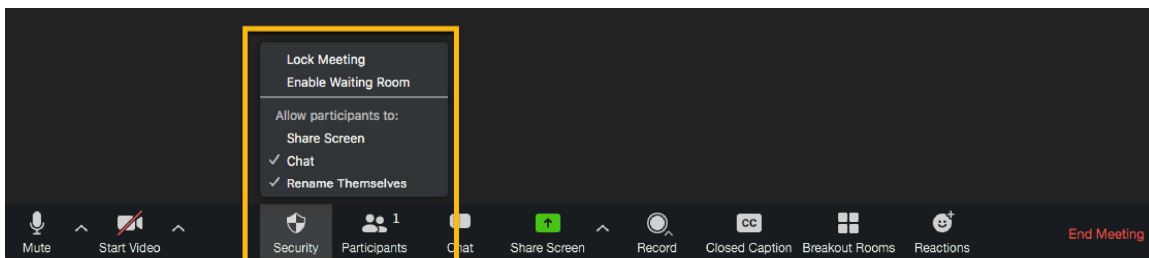 Lock Meeting
Enable Waiting Room
Allow participants to:
Share Screen
✓ Chat
✓ Rename Themselves
1
Mute Start Video Security Participants Chat Share Screen Record CC Closed Caption Breakout Rooms Reactions End Meeting